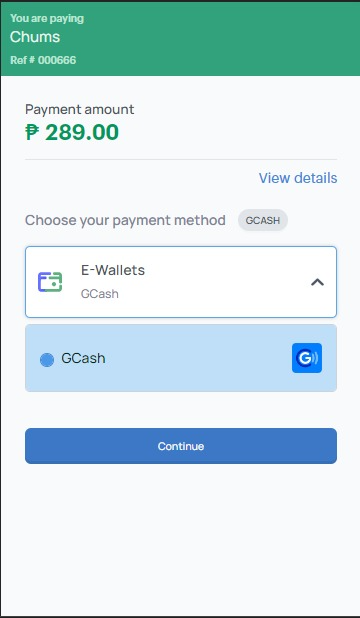 You are paying
Chums
Ref # 000666
Payment amount
₱ 289.00
View details
Choose your payment method GCASH
E-Wallets
GCash
GCash G
Continue